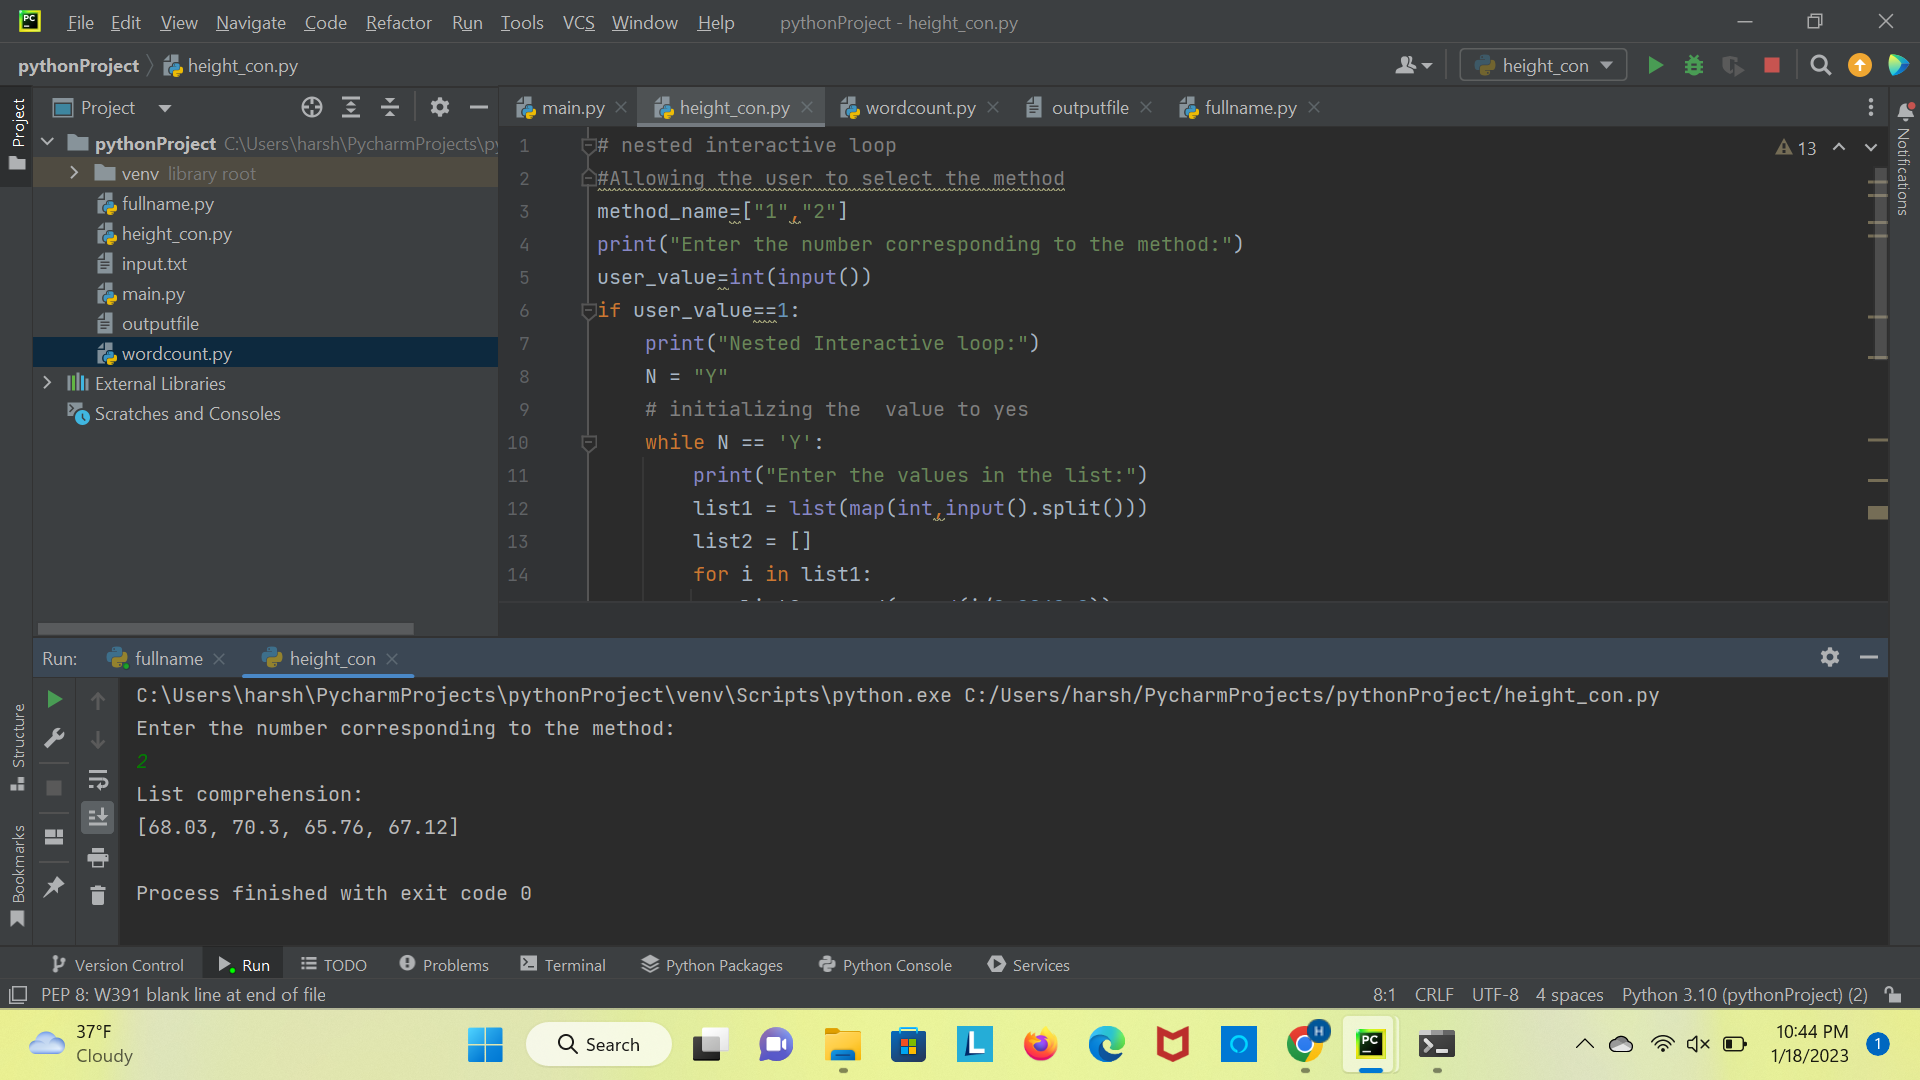 File Edit View Navigate Code Refactor Run Tools VCS Window Help pythonProject - height_con.py
pythonProject height_con.py height_con
Project
Project
pythonProject C:\Users\harsh\PycharmProjects\py
venv library root
fullname.py
height_con.py
input.txt
main.py
outputfile
wordcount.py
External Libraries
Scratches and Consoles
main.py height_con.py wordcount.py outputfile fullname.py
13
Notifications
1 # nested interactive loop
2 #Allowing the user to select the method
3 method_name=["1","2"]
4 print("Enter the number corresponding to the method:")
5 user_value=int(input())
6 if user_value==1:
7 print("Nested Interactive loop:")
8 N = "Y"
9 # initializing the  value to yes
10 while N == 'Y':
11 print("Enter the values in the list:")
12 list1 = list(map(int,input().split()))
13 list2 = []
14 for i in list1:
Run: fullname height_con
C:\Users\harsh\PycharmProjects\pythonProject\venv\Scripts\python.exe C:/Users/harsh/PycharmProjects/pythonProject/height_con.py
Enter the number corresponding to the method:
2
List comprehension:
[68.03, 70.3, 65.76, 67.12]
Process finished with exit code 0
Structure
Bookmarks
Version Control Run TODO Problems Terminal Python Packages Python Console Services
PEP 8: W391 blank line at end of file 8:1 CRLF UTF-8 4 spaces Python 3.10 (pythonProject) (2)
37°F
Cloudy
Search
H
PC
10:44 PM
1/18/2023
1